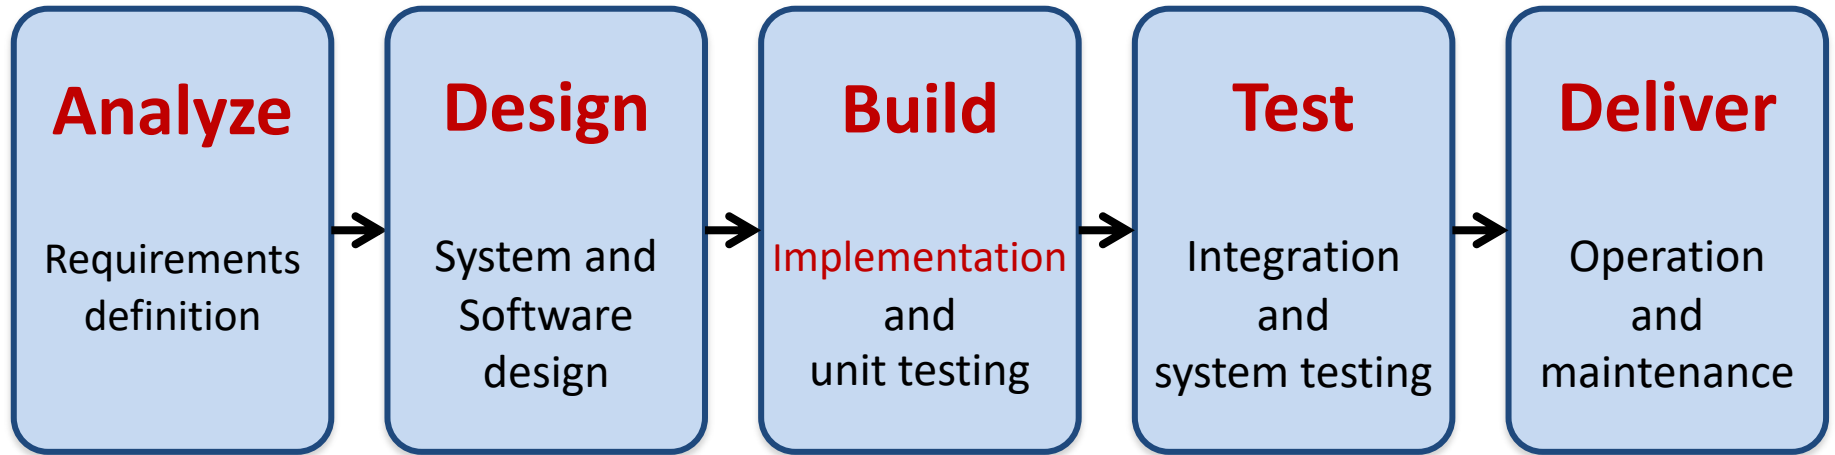 Analyze
Requirements
definition
Design
System and
Software
design
Build
Implementation
and
unit testing
Test
Integration
and
system testing
Deliver
Operation
and
maintenance